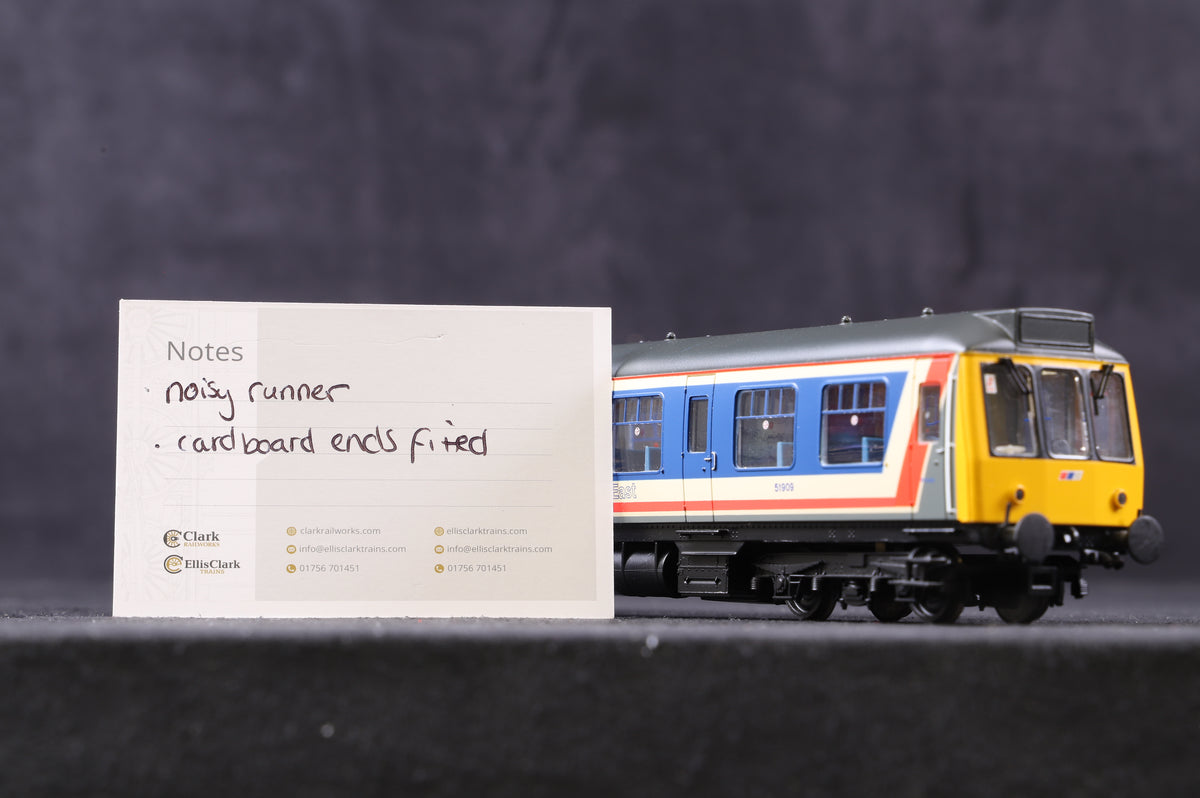 Notes
• noisy runner
• cardboard ends fitted
Clark
RAILWORKS
EllisClark
TRAINS
clarkrailworks.com
info@ellisclarktrains.com
01756 701451
ellisclarktrains.com
info@ellisclarktrains.com
01756 701451
East
51909